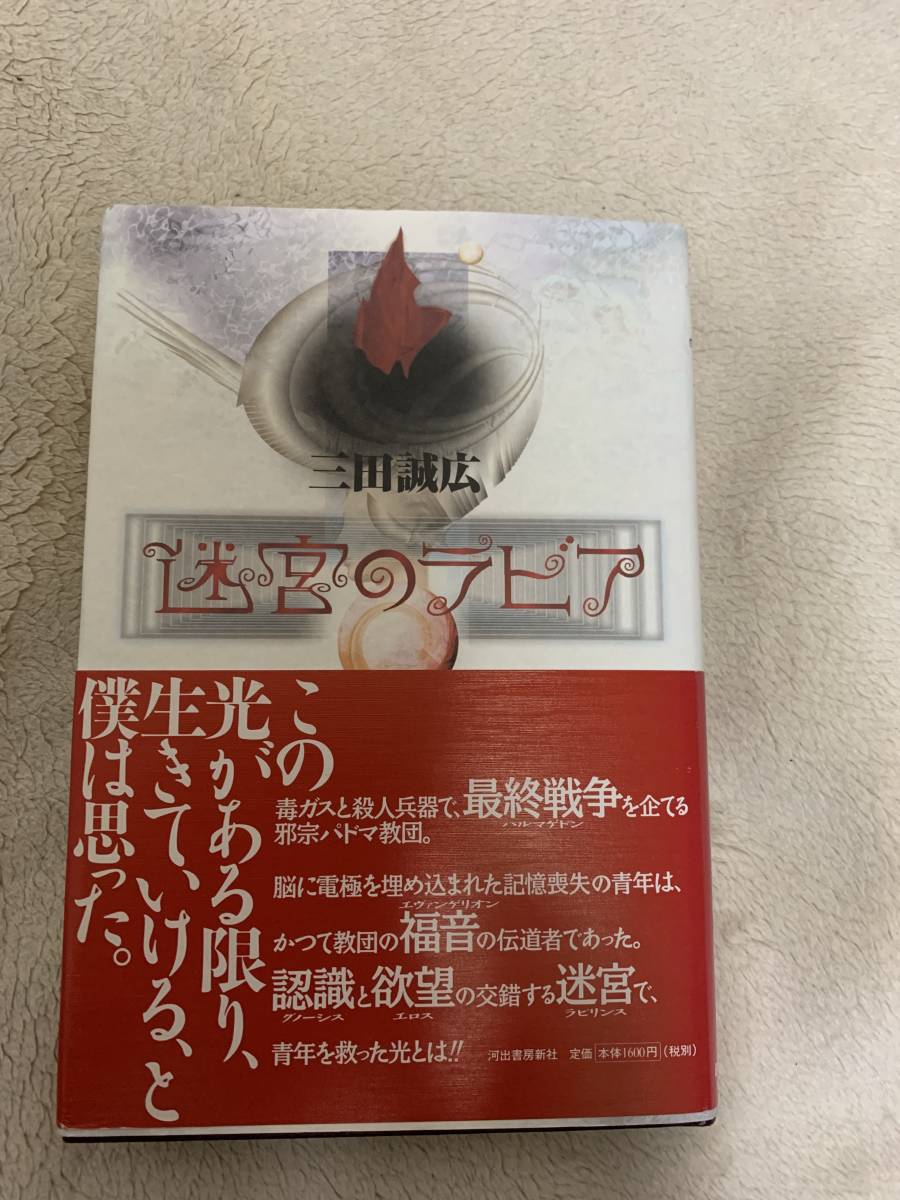 三田誠広
迷宮のラビア
この
光がある限り、
生きていける、と
僕は思った。
毒ガスと殺人兵器で、最終戦争を企てる
ハルマゲドン
邪宗パドマ教団。
脳に電極を埋め込まれた記憶喪失の青年は、
エヴァンゲリオン
かつて教団の福音の伝道者であった。
認識と欲望の交錯する迷宮で、
グノーシス エロス ラビリンス
青年を救った光とは!!
河出書房新社 定価 本体1600円(税別)